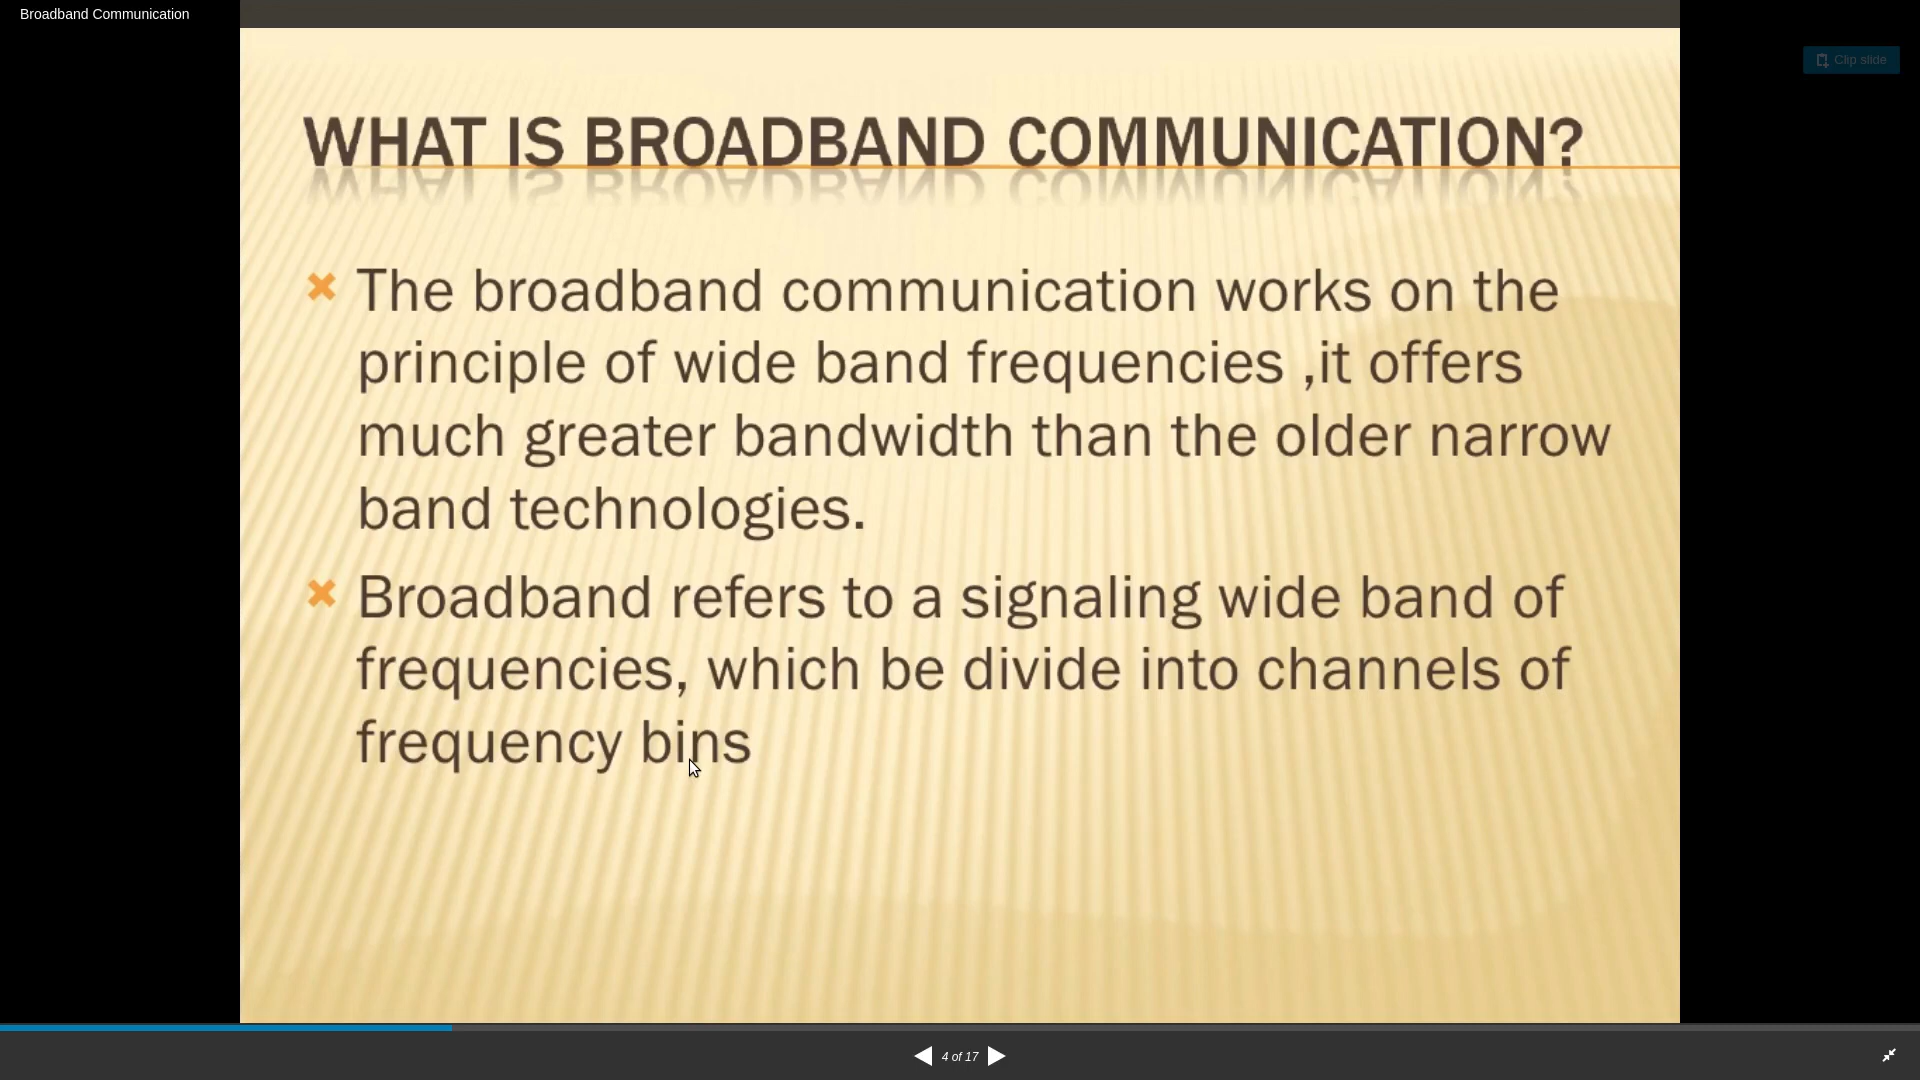 Broadband Communication
Clip slide
WHAT IS BROADBAND COMMUNICATION?
The broadband communication works on the
principle of wide band frequencies ,it offers
much greater bandwidth than the older narrow
band technologies.
Broadband refers to a signaling wide band of
frequencies, which be divide into channels of
frequency bins
4 of 17